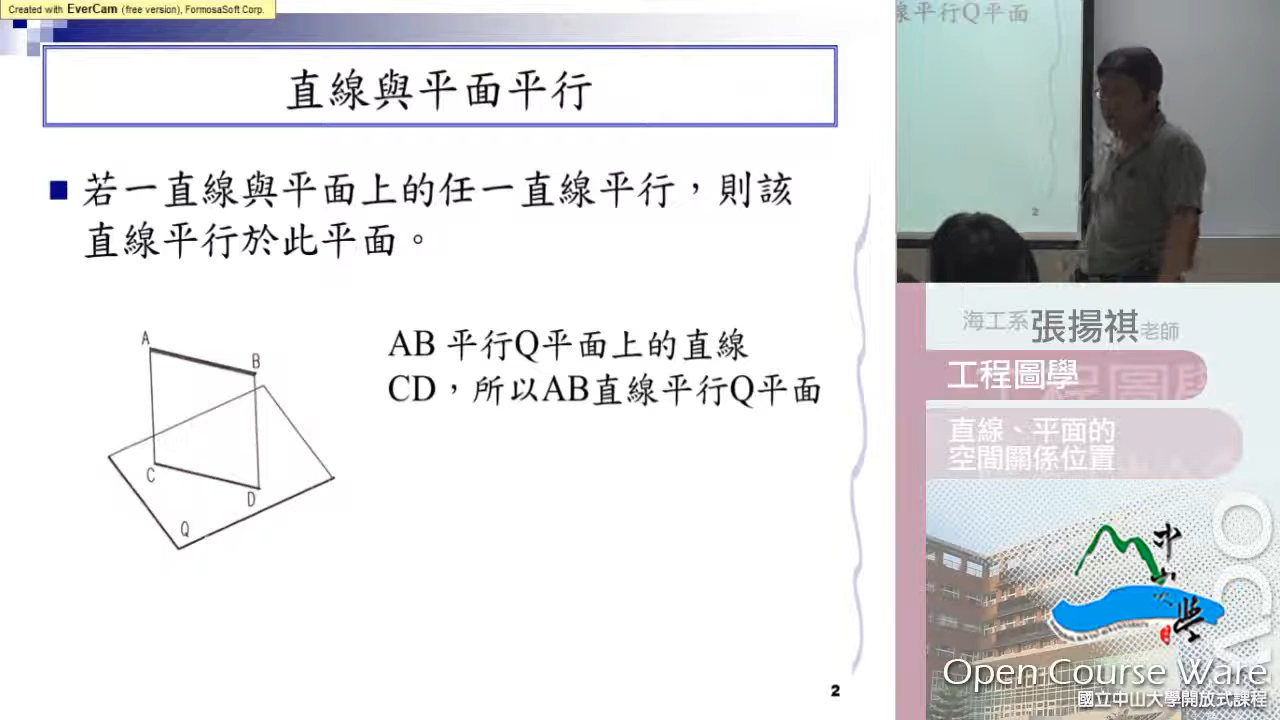 Created with EverCam (free version), FormosaSoft Corp.
直線與平面平行
若一直線與平面上的任一直線平行，則該
直線平行於此平面。
A
B
C
D
Q
AB 平行Q平面上的直線
CD，所以AB直線平行Q平面
2
線平行Q平面
2
海工系張揚祺老師
工程圖學
直線、平面的
空間關係位置
中山大學
Open Course Ware
國立中山大學開放式課程